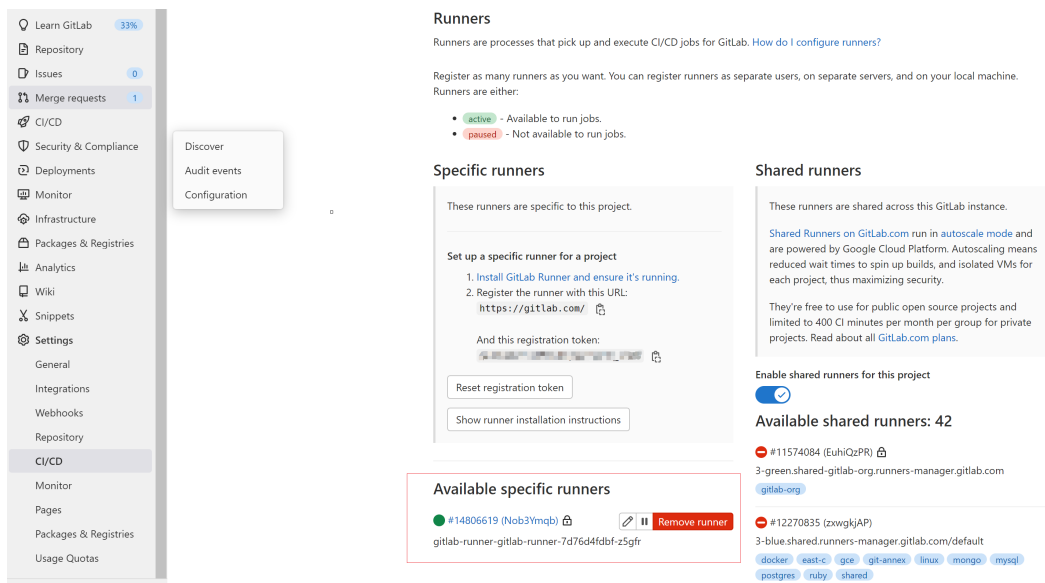 Learn GitLab 33%
Repository
Issues 0
Merge requests 1
CI/CD
Security & Compliance
Deployments
Monitor
Infrastructure
Packages & Registries
Analytics
Wiki
Snippets
Settings
General
Integrations
Webhooks
Repository
CI/CD
Monitor
Pages
Packages & Registries
Usage Quotas
Discover
Audit events
Configuration
Runners
Runners are processes that pick up and execute CI/CD jobs for GitLab. How do I configure runners?
Register as many runners as you want. You can register runners as separate users, on separate servers, and on your local machine.
Runners are either:
• active - Available to run jobs.
• paused - Not available to run jobs.
Specific runners
These runners are specific to this project.
Set up a specific runner for a project
1. Install GitLab Runner and ensure it's running.
2. Register the runner with this URL:
https://gitlab.com/
And this registration token:
Reset registration token
Show runner installation instructions
Available specific runners
#14806619 (Nob3Ymqb) Remove runner
gitlab-runner-gitlab-runner-7d76d4fdbf-z5gfr
Shared runners
These runners are shared across this GitLab instance.
Shared Runners on GitLab.com run in autoscale mode and
are powered by Google Cloud Platform. Autoscaling means
reduced wait times to spin up builds, and isolated VMs for
each project, thus maximizing security.
They're free to use for public open source projects and
limited to 400 CI minutes per month per group for private
projects. Read about all GitLab.com plans.
Enable shared runners for this project
Available shared runners: 42
#11574084 (EuhiQzPR)
3-green.shared-gitlab-org.runners-manager.gitlab.com
gitlab-org
#12270835 (zxwgkjAP)
3-blue.shared.runners-manager.gitlab.com/default
docker east-c gce git-annex linux mongo mysql
postgres ruby shared